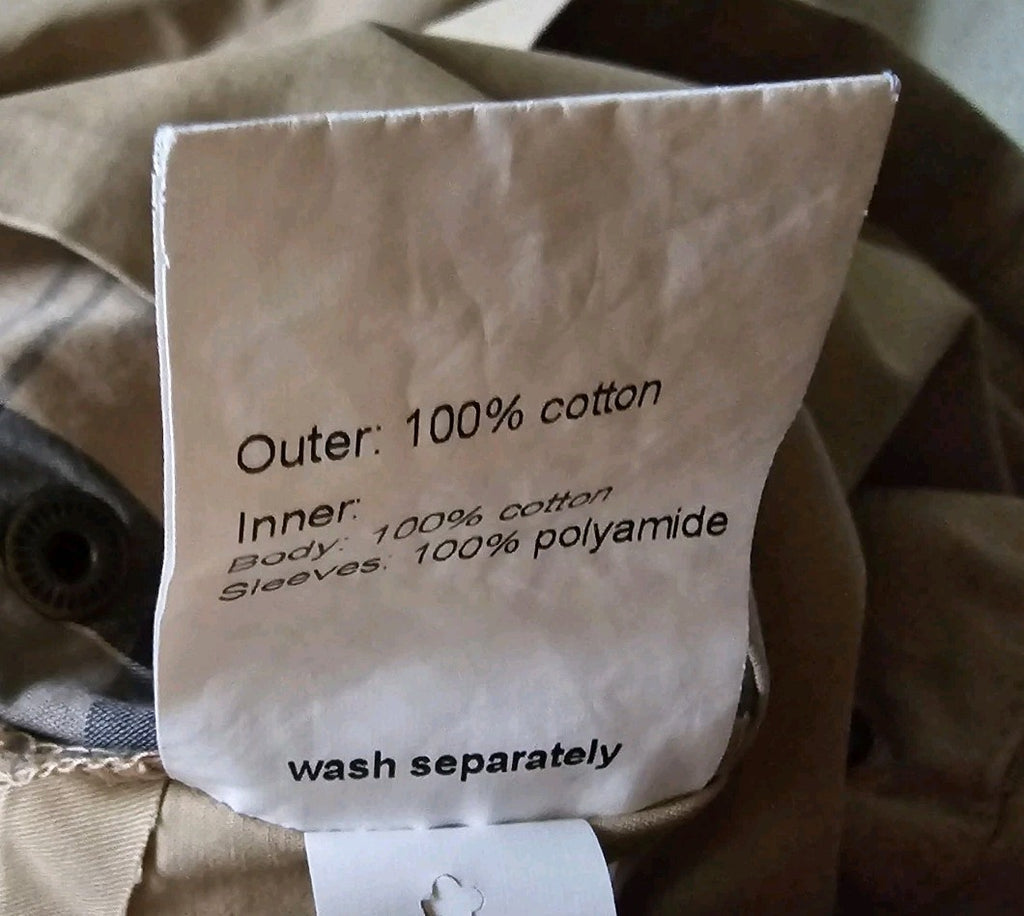 Outer: 100% cotton
Inner:
Body: 100% cotton
Sleeves: 100% polyamide
wash separately